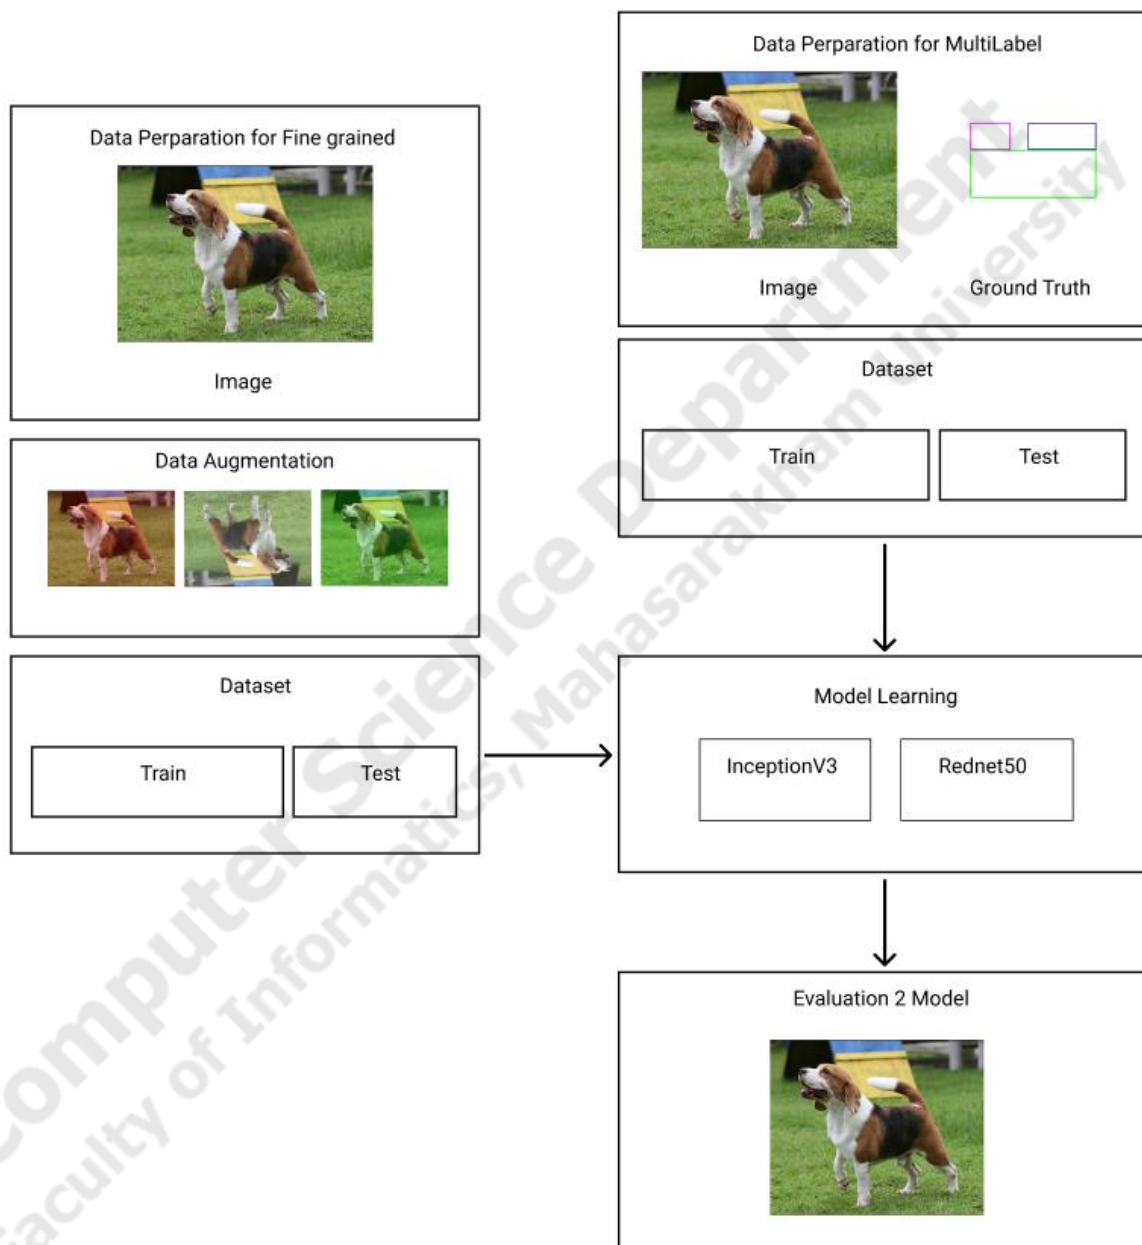 Data Perparation for Fine grained
Image
Data Augmentation
Dataset
Train
Test
Data Perparation for MultiLabel
Image
Ground Truth
Dataset
Train
Test
Model Learning
InceptionV3
Rednet50
Evaluation 2 Model
Computer Science Department
Faculty of Informatics, Mahasarakham University